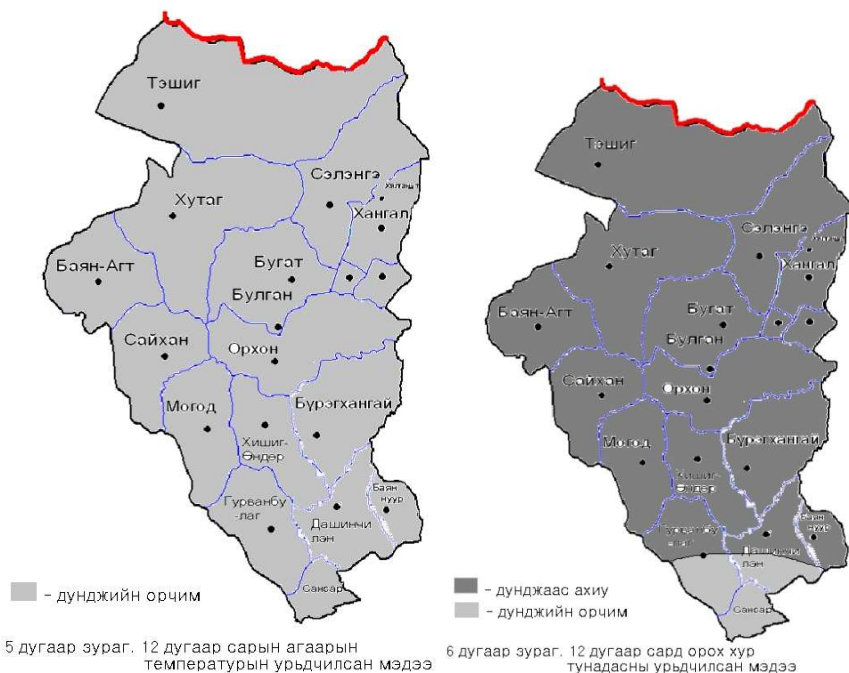 Тэшиг
Сэлэнгэ
Хутаг
Хангал
Баян-Агт
Бугат
Булган
Сайхан
Орхон
Могод
Бүрэгхангай
Хишиг-
Өндөр
Гурванбу
-лаг
Баян
нуур
Дашинчи
лэн
Сансар
- дунджийн орчим
5 дугаар зураг. 12 дугаар сарын агаарын
температурын урьдчилсан мэдээ
Тэшиг
Сэлэнгэ
Хутаг
Хангал
Баян-Агт
Бугат
Булган
Сайхан
Орхон
Могод
Бүрэгхангай
Хишиг-
Өндөр
Гурванбу
-лаг
Баян
нуур
Дашинчи
лэн
Сансар
- дунджаас ахиу
- дунджийн орчим
6 дугаар зураг. 12 дугаар сард орох хур
тунадасны урьдчилсан мэдээ